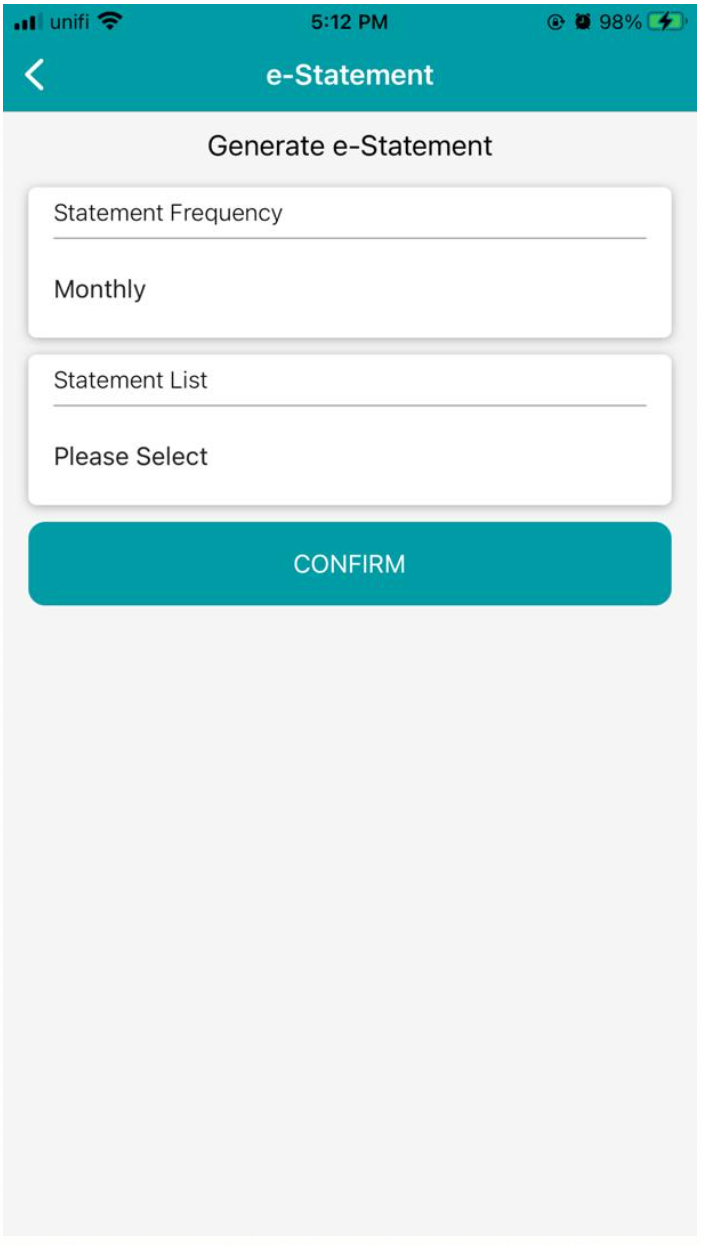 unifi 5:12 PM 98%
e-Statement
Generate e-Statement
Statement Frequency
Monthly
Statement List
Please Select
CONFIRM